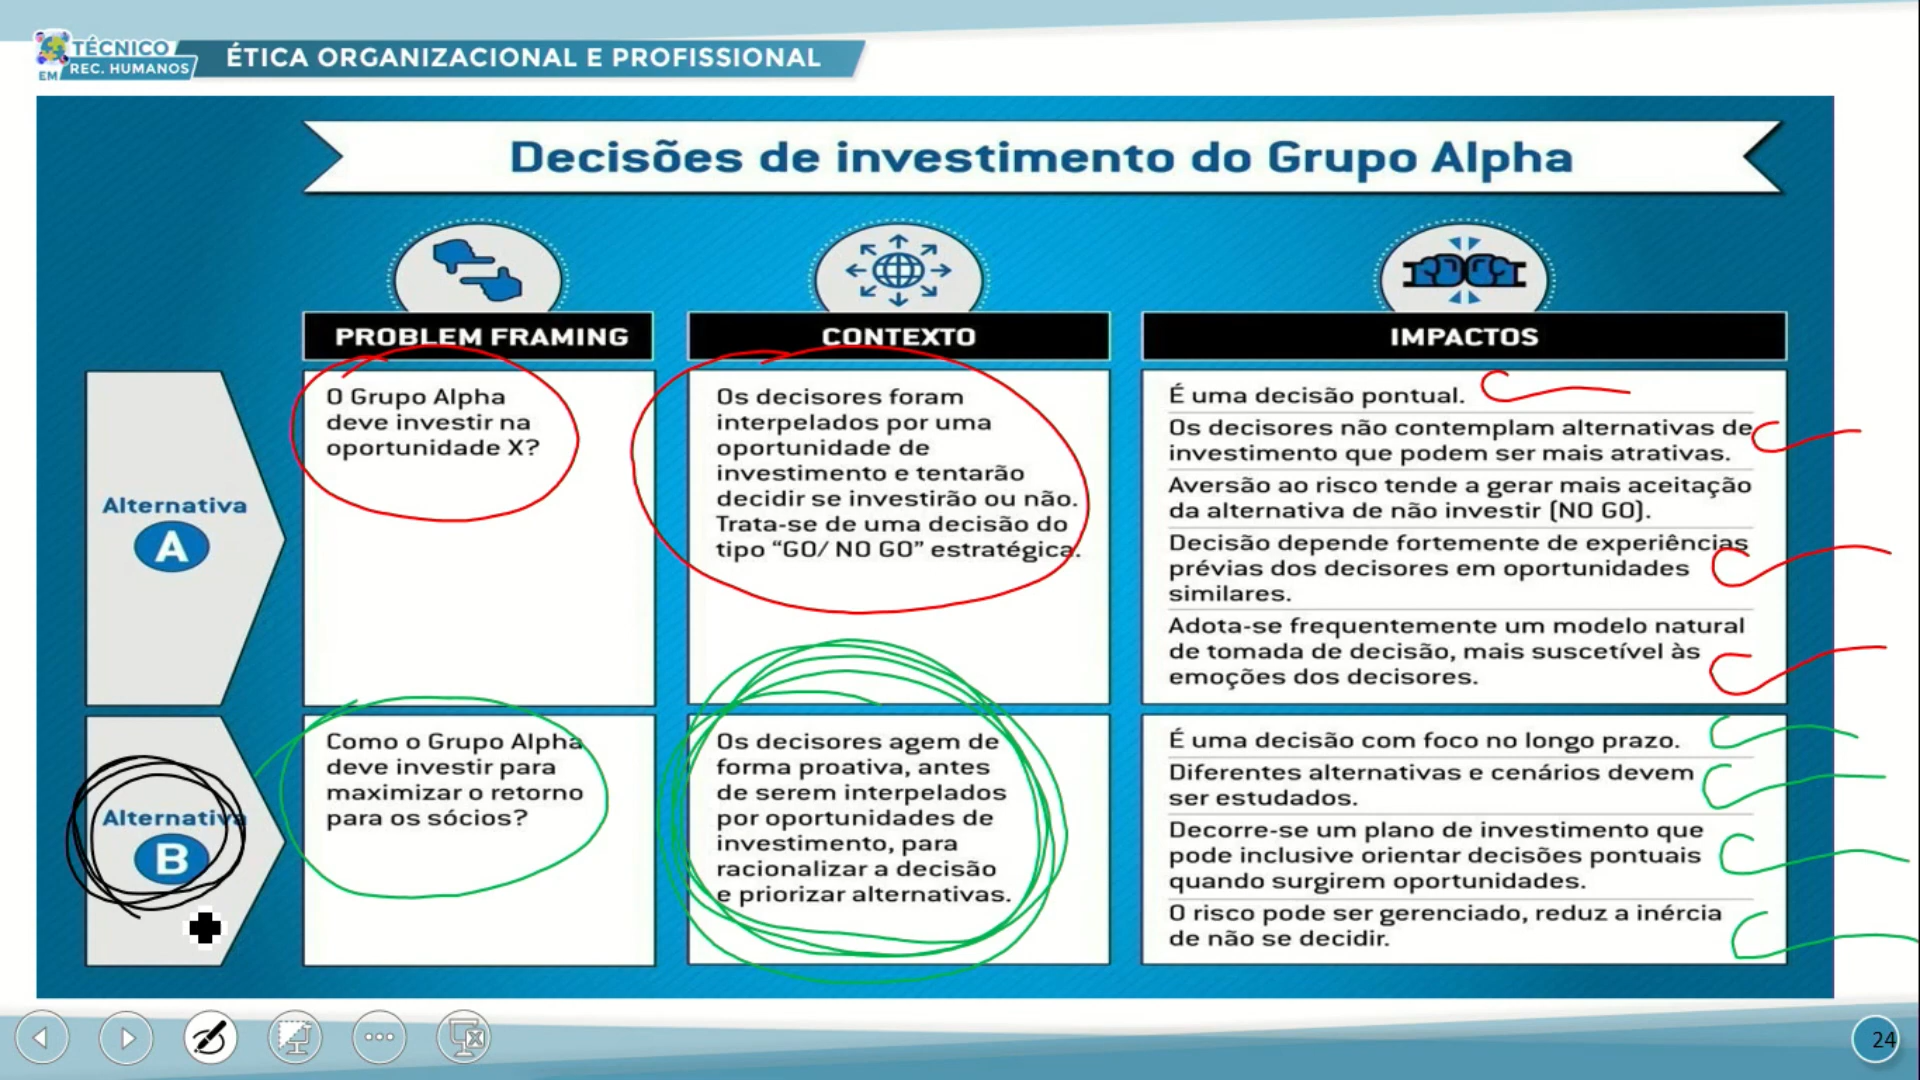 TÉCNICO
EM REC. HUMANOS
ÉTICA ORGANIZACIONAL E PROFISSIONAL
Decisões de investimento do Grupo Alpha
PROBLEM FRAMING
CONTEXTO
IMPACTOS
Alternativa
A
O Grupo Alpha
deve investir na
oportunidade X?
Os decisores foram
interpelados por uma
oportunidade de
investimento e tentarão
decidir se investirão ou não.
Trata-se de uma decisão do
tipo “GO/ NO GO” estratégica.
É uma decisão pontual.
Os decisores não contemplam alternativas de
investimento que podem ser mais atrativas.
Aversão ao risco tende a gerar mais aceitação
da alternativa de não investir (NO GO).
Decisão depende fortemente de experiências
prévias dos decisores em oportunidades
similares.
Adota-se frequentemente um modelo natural
de tomada de decisão, mais suscetível às
emoções dos decisores.
Alternativa
B
Como o Grupo Alpha
deve investir para
maximizar o retorno
para os sócios?
Os decisores agem de
forma proativa, antes
de serem interpelados
por oportunidades de
investimento, para
racionalizar a decisão
e priorizar alternativas.
É uma decisão com foco no longo prazo.
Diferentes alternativas e cenários devem
ser estudados.
Decorre-se um plano de investimento que
pode inclusive orientar decisões pontuais
quando surgirem oportunidades.
O risco pode ser gerenciado, reduz a inércia
de não se decidir.
24